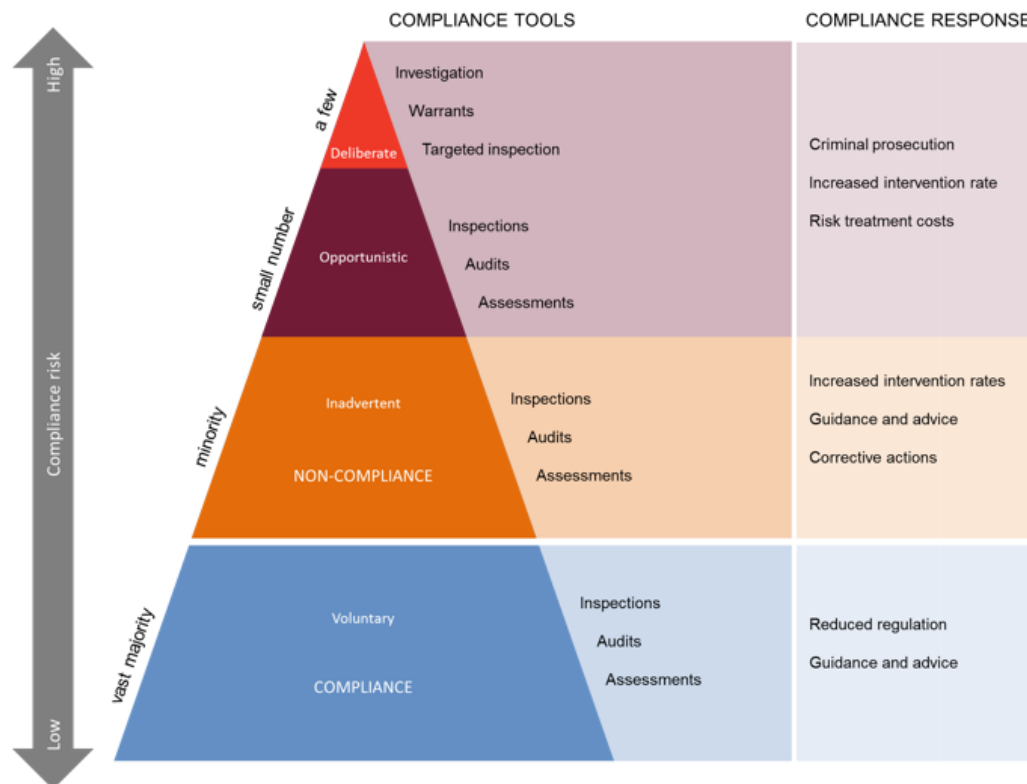 COMPLIANCE TOOLS
COMPLIANCE RESPONSE
High
Compliance risk
Low
a few
Deliberate
Investigation
Warrants
Targeted inspection
small number
Opportunistic
Inspections
Audits
Assessments
Criminal prosecution
Increased intervention rate
Risk treatment costs
minority
Inadvertent
NON-COMPLIANCE
Inspections
Audits
Assessments
Increased intervention rates
Guidance and advice
Corrective actions
vast majority
Voluntary
COMPLIANCE
Inspections
Audits
Assessments
Reduced regulation
Guidance and advice